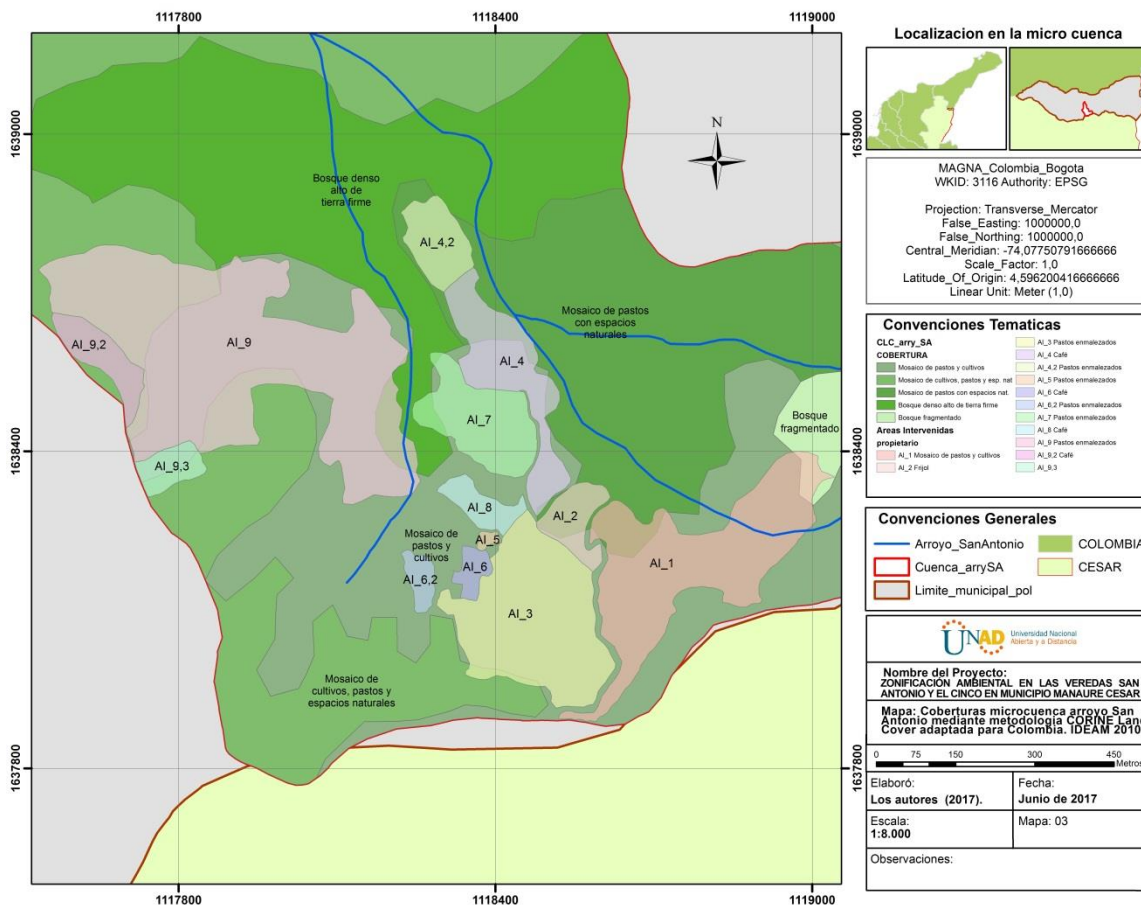 1117800
1118400
1119000
1639000
1638400
1637800
1639000
1638400
1637800
1117800
1118400
1119000
N
Bosque denso
alto de
tierra firme
AI_4,2
Mosaico de pastos
con espacios
naturales
AI_9,2
AI_9
AI_4
AI_7
Bosque
fragmentado
AI_9,3
AI_8
AI_2
Mosaico de
pastos y
cultivos
AI_5
AI_6,2
AI_6
AI_1
AI_3
Mosaico de
cultivos, pastos y
espacios naturales
Localizacion en la micro cuenca
MAGNA_Colombia_Bogota
WKID: 3116 Authority: EPSG
Projection: Transverse_Mercator
False_Easting: 1000000,0
False_Northing: 1000000,0
Central_Meridian: -74,07750791666666
Scale_Factor: 1,0
Latitude_Of_Origin: 4,596200416666666
Linear Unit: Meter (1,0)
Convenciones Tematicas
CLC_arry_SA
COBERTURA
Mosaico de pastos y cultivos
Mosaico de cultivos, pastos y esp. nat
Mosaico de pastos con espacios nat.
Bosque denso alto de tierra firme
Bosque fragmentado
Areas Intervenidas
propietario
AI_1 Mosaico de pastos y cultivos
AI_2 Frijol
AI_3 Pastos enmalezados
AI_4 Café
AI_4,2 Pastos enmalezados
AI_5 Pastos enmalezados
AI_6 Café
AI_6,2 Pastos enmalezados
AI_7 Pastos enmalezados
AI_8 Café
AI_9 Pastos enmalezados
AI_9,2 Café
AI_9,3
Convenciones Generales
Arroyo_SanAntonio
Cuenca_arrySA
Limite_municipal_pol
COLOMBIA
CESAR
UNAD
Universidad Nacional
Abierta y a Distancia
Nombre del Proyecto:
ZONIFICACIÓN AMBIENTAL EN LAS VEREDAS SAN
ANTONIO Y EL CINCO EN MUNICIPIO MANAURE CESAR
Mapa: Coberturas microcuenca arroyo San
Antonio mediante metodologia CORINE Lan
Cover adaptada para Colombia. IDEAM 2010
0 75 150 300 450
Metros
Elaboró:
Los autores (2017).
Fecha:
Junio de 2017
Escala:
1:8.000
Mapa: 03
Observaciones: